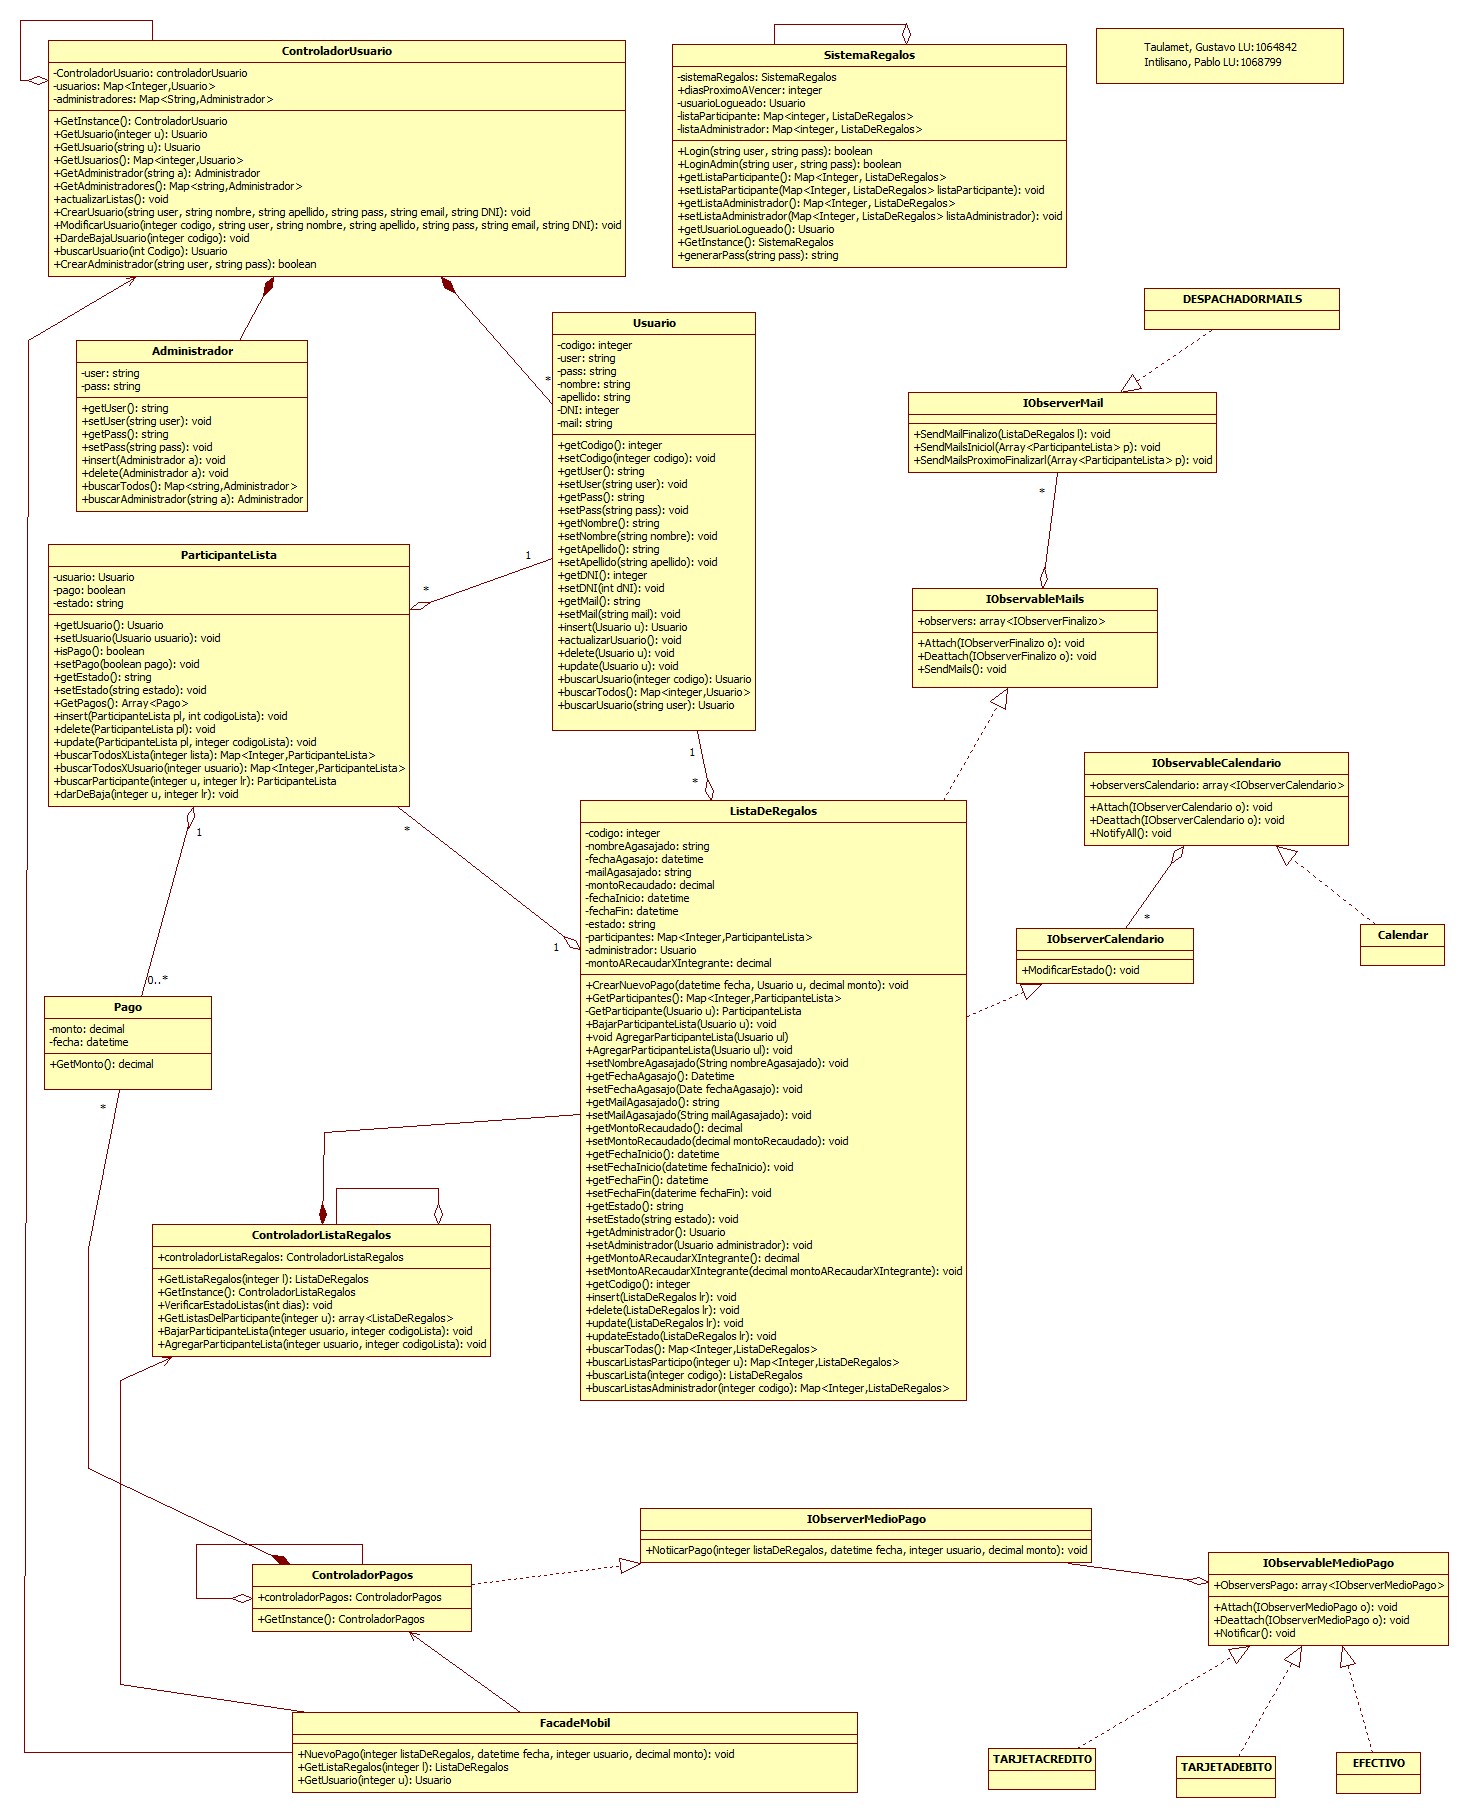 ControladorUsuario
-ControladorUsuario: controladorUsuario
-usuarios: Map<Integer,Usuario>
-administradores: Map<String,Administrador>
+GetInstance(): ControladorUsuario
+GetUsuario(integer u): Usuario
+GetUsuario(string u): Usuario
+GetUsuarios(): Map<integer,Usuario>
+GetAdministrador(string a): Administrador
+GetAdministradores(): Map<string,Administrador>
+actualizarListas(): void
+CrearUsuario(string user, string nombre, string apellido, string pass, string email, string DNI): void
+ModificarUsuario(integer codigo, string user, string nombre, string apellido, string pass, string email, string DNI): void
+DardeBajaUsuario(integer codigo): void
+buscarUsuario(int Codigo): Usuario
+CrearAdministrador(string user, string pass): boolean
SistemaRegalos
-sistemaRegalos: SistemaRegalos
+diasProximoAVencer: integer
-usuarioLogueado: Usuario
-listaParticipante: Map<integer, ListaDeRegalos>
-listaAdministrador: Map<integer, ListaDeRegalos>
+Login(string user, string pass): boolean
+LoginAdmin(string user, string pass): boolean
+getListaParticipante(): Map<Integer, ListaDeRegalos>
+setListaParticipante(Map<Integer, ListaDeRegalos> listaParticipante): void
+getListaAdministrador(): Map<Integer, ListaDeRegalos>
+setListaAdministrador(Map<Integer, ListaDeRegalos> listaAdministrador): void
+getUsuarioLogueado(): Usuario
+GetInstance(): SistemaRegalos
+generarPass(string pass): string
Taulamet, Gustavo LU:1064842
Intilisano, Pablo LU:1068799
DESPACHADORMAILS
Administrador
-user: string
-pass: string
+getUser(): string
+setUser(string user): void
+getPass(): string
+setPass(string pass): void
+insert(Administrador a): void
+delete(Administrador a): void
+buscarTodos(): Map<string,Administrador>
+buscarAdministrador(string a): Administrador
*
Usuario
-codigo: integer
-user: string
-pass: string
-nombre: string
-apellido: string
-DNI: integer
-mail: string
+getCodigo(): integer
+setCodigo(integer codigo): void
+getUser(): string
+setUser(string user): void
+getPass(): string
+setPass(string pass): void
+getNombre(): string
+setNombre(string nombre): void
+getApellido(): string
+setApellido(string apellido): void
+getDNI(): integer
+setDNI(int dNI): void
+getMail(): string
+setMail(string mail): void
+insert(Usuario u): Usuario
+actualizarUsuario(): void
+delete(Usuario u): void
+update(Usuario u): void
+buscarUsuario(integer codigo): Usuario
+buscarTodos(): Map<integer,Usuario>
+buscarUsuario(string user): Usuario
IObserverMail
+SendMailFinalizo(ListaDeRegalos l): void
+SendMailsIniciol(Array<ParticipanteLista> p): void
+SendMailsProximoFinalizarl(Array<ParticipanteLista> p): void
*
1
*
ParticipanteLista
-usuario: Usuario
-pago: boolean
-estado: string
+getUsuario(): Usuario
+setUsuario(Usuario usuario): void
+isPago(): boolean
+setPago(boolean pago): void
+getEstado(): string
+setEstado(string estado): void
+GetPagos(): Array<Pago>
+insert(ParticipanteLista pl, int codigoLista): void
+delete(ParticipanteLista pl): void
+update(ParticipanteLista pl, integer codigoLista): void
+buscarTodosXLista(integer lista): Map<Integer,ParticipanteLista>
+buscarTodosXUsuario(integer usuario): Map<Integer,ParticipanteLista>
+buscarParticipante(integer u, integer lr): ParticipanteLista
+darDeBaja(integer u, integer lr): void
IObservableMails
+observers: array<IObserverFinalizo>
+Attach(IObserverFinalizo o): void
+Deattach(IObserverFinalizo o): void
+SendMails(): void
1
*
IObservableCalendario
+observersCalendario: array<IObserverCalendario>
+Attach(IObserverCalendario o): void
+Deattach(IObserverCalendario o): void
+NotifyAll(): void
1
*
ListaDeRegalos
-codigo: integer
-nombreAgasajado: string
-fechaAgasajo: datetime
-mailAgasajado: string
-montoRecaudado: decimal
-fechaInicio: datetime
-fechaFin: datetime
-estado: string
-participantes: Map<Integer,ParticipanteLista>
-administrador: Usuario
-montoARecaudarXIntegrante: decimal
+CrearNuevoPago(datetime fecha, Usuario u, decimal monto): void
+GetParticipantes(): Map<Integer,ParticipanteLista>
-GetParticipante(Usuario u): ParticipanteLista
+BajarParticipanteLista(Usuario u): void
+void AgregarParticipanteLista(Usuario ul)
+AgregarParticipanteLista(Usuario ul): void
+setNombreAgasajado(String nombreAgasajado): void
+getFechaAgasajo(): Datetime
+setFechaAgasajo(Date fechaAgasajo): void
+getMailAgasajado(): string
+setMailAgasajado(String mailAgasajado): void
+getMontoRecaudado(): decimal
+setMontoRecaudado(decimal montoRecaudado): void
+getFechaInicio(): datetime
+setFechaInicio(datetime fechaInicio): void
+getFechaFin(): datetime
+setFechaFin(daterime fechaFin): void
+getEstado(): string
+setEstado(string estado): void
+getAdministrador(): Usuario
+setAdministrador(Usuario administrador): void
+getMontoARecaudarXIntegrante(): decimal
+setMontoARecaudarXIntegrante(decimal montoARecaudarXIntegrante): void
+getCodigo(): integer
+insert(ListaDeRegalos lr): void
+delete(ListaDeRegalos lr): void
+update(ListaDeRegalos lr): void
+updateEstado(ListaDeRegalos lr): void
+buscarTodas(): Map<Integer,ListaDeRegalos>
+buscarListasParticipo(integer u): Map<Integer,ListaDeRegalos>
+buscarLista(integer codigo): ListaDeRegalos
+buscarListasAdministrador(integer codigo): Map<Integer,ListaDeRegalos>
*
1
*
IObserverCalendario
+ModificarEstado(): void
Calendar
0..*
Pago
-monto: decimal
-fecha: datetime
+GetMonto(): decimal
*
ControladorListaRegalos
+controladorListaRegalos: ControladorListaRegalos
+GetListaRegalos(integer l): ListaDeRegalos
+GetInstance(): ControladorListaRegalos
+VerificarEstadoListas(int dias): void
+GetListasDelParticipante(integer u): array<ListaDeRegalos>
+BajarParticipanteLista(integer usuario, integer codigoLista): void
+AgregarParticipanteLista(integer usuario, integer codigoLista): void
IObserverMedioPago
+NotiicarPago(integer listaDeRegalos, datetime fecha, integer usuario, decimal monto): void
ControladorPagos
+controladorPagos: ControladorPagos
+GetInstance(): ControladorPagos
IObservableMedioPago
+ObserversPago: array<IObserverMedioPago>
+Attach(IObserverMedioPago o): void
+Deattach(IObserverMedioPago o): void
+Notificar(): void
FacadeMobil
+NuevoPago(integer listaDeRegalos, datetime fecha, integer usuario, decimal monto): void
+GetListaRegalos(integer l): ListaDeRegalos
+GetUsuario(integer u): Usuario
TARJETACREDITO
TARJETADEBITO
EFECTIVO